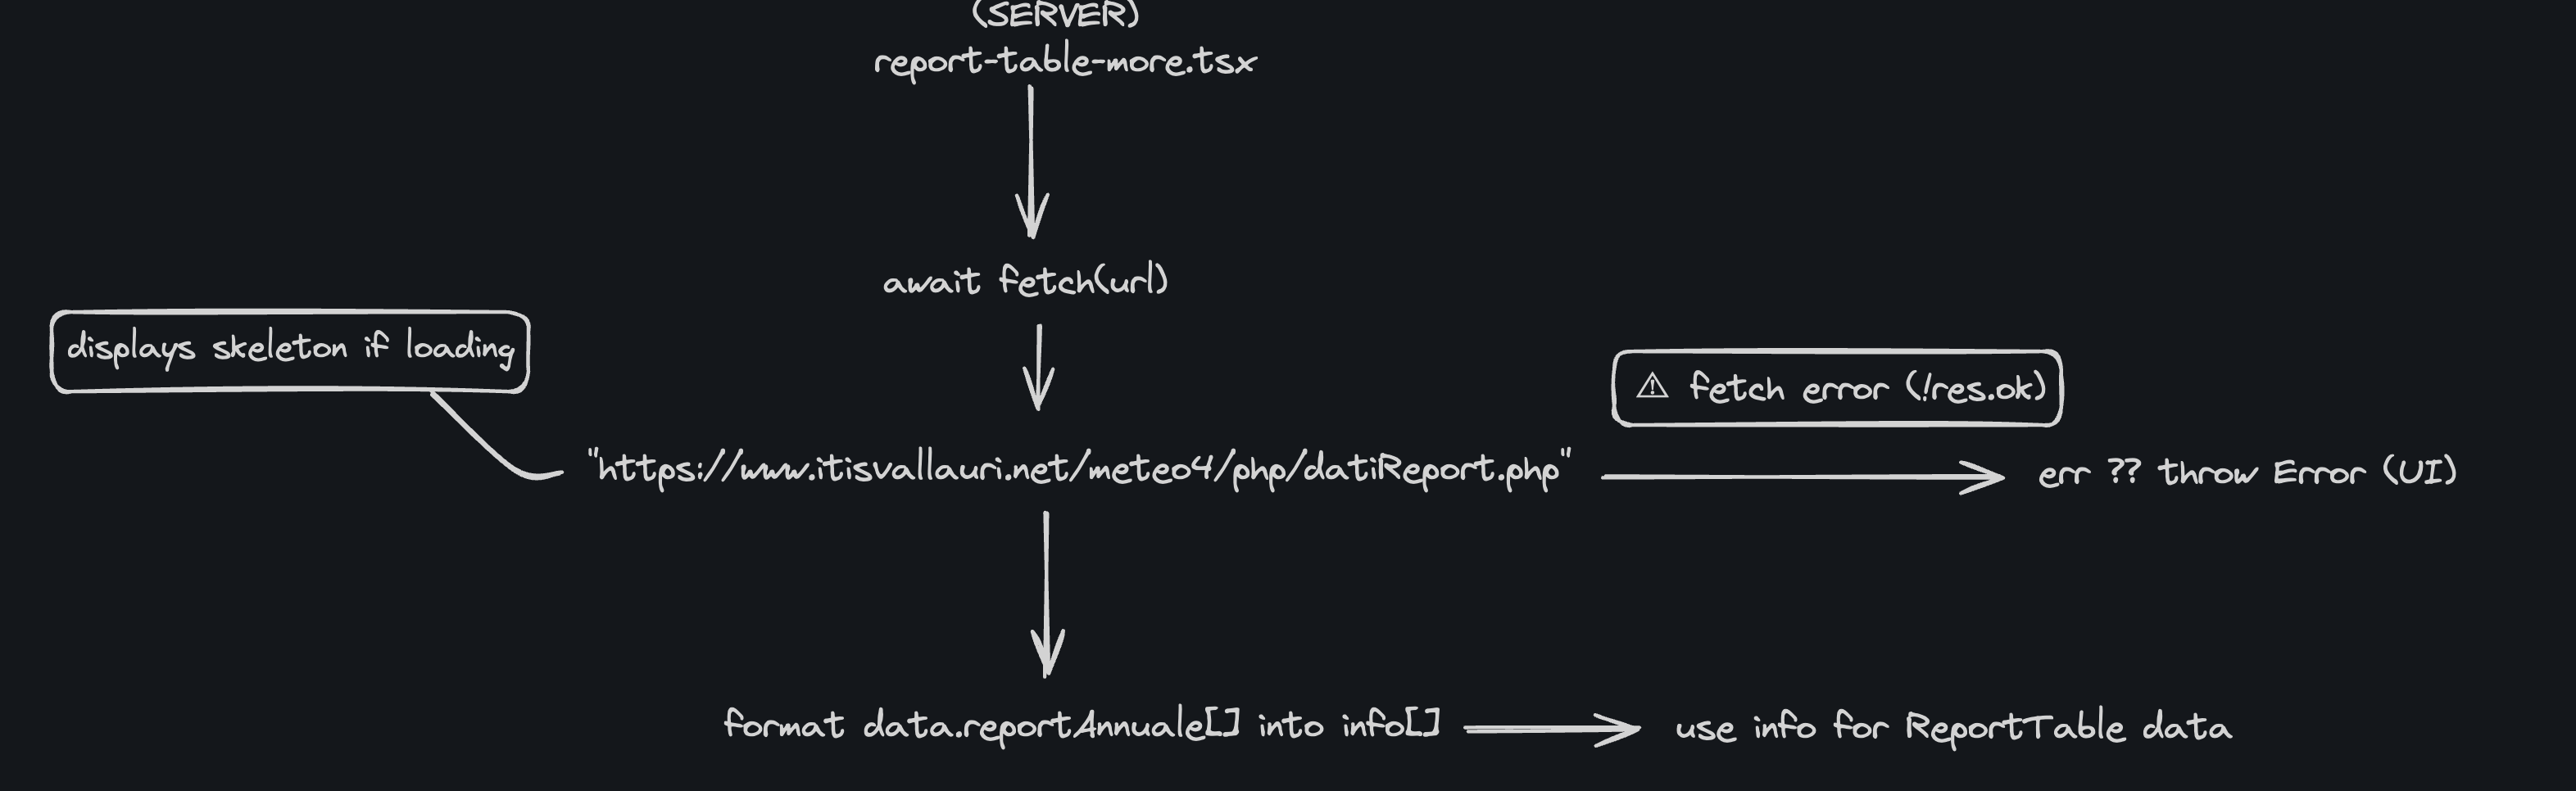 (SERVER)
report-table-more.tsx
await fetch(url)
displays skeleton if loading
⚠ fetch error (!res.ok)
"https://www.itisvallauri.net/meteo4/php/datiReport.php"
err ?? throw Error (UI)
format data.reportAnnuale[] into info[]
use info for ReportTable data